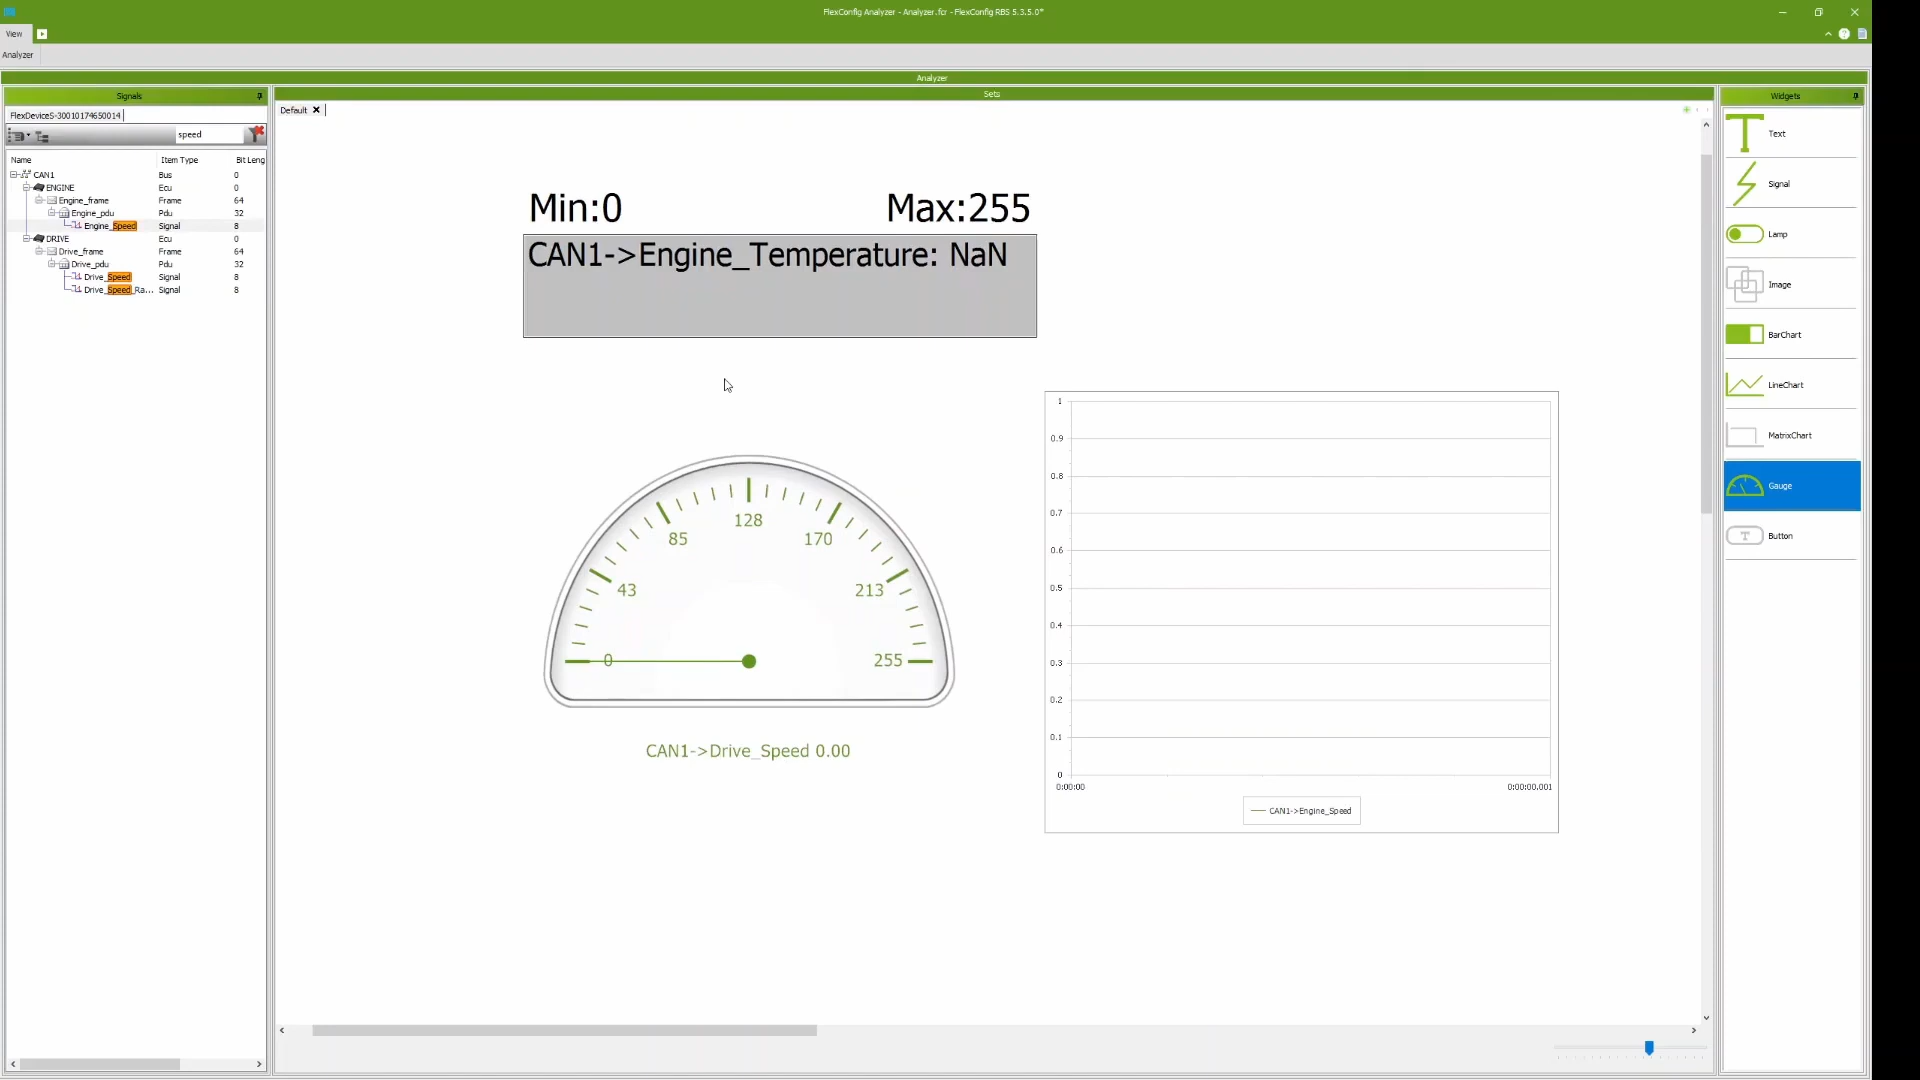 FlexConfig Analyzer - Analyzer.fcr - FlexConfig RBS 5.3.5.0*
View
Analyzer
Analyzer
Signals
Sets
Widgets
FlexDeviceS-30010174650014
Default
speed
Name Item Type Bit Leng
CAN1 Bus 0
ENGINE Ecu 0
Engine_frame Frame 64
Engine_pdu Pdu 32
Engine_Speed Signal 8
DRIVE Ecu 0
Drive_frame Frame 64
Drive_pdu Pdu 32
Drive_Speed Signal 8
Drive_Speed_Ra... Signal 8
Min:0 Max:255
CAN1->Engine_Temperature: NaN
0
43
85
128
170
213
255
CAN1->Drive_Speed 0.00
1
0.9
0.8
0.7
0.6
0.5
0.4
0.3
0.2
0.1
0
0:00:00 0:00:00,001
CAN1->Engine_Speed
Text
Signal
Lamp
Image
BarChart
LineChart
MatrixChart
Gauge
Button